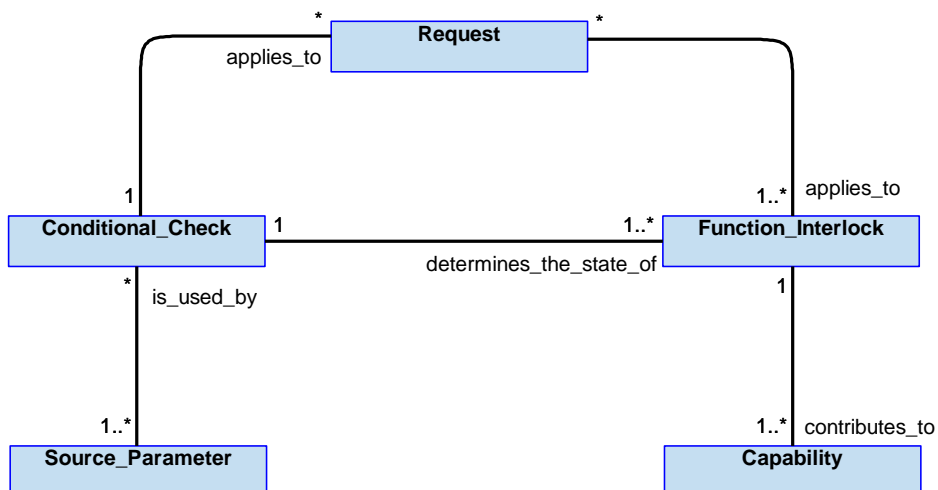 * Request *
applies_to
1 1..* applies_to
Conditional_Check 1 1..* Function_Interlock
determines_the_state_of
* is_used_by 1
1..* 1..* contributes_to
Source_Parameter Capability